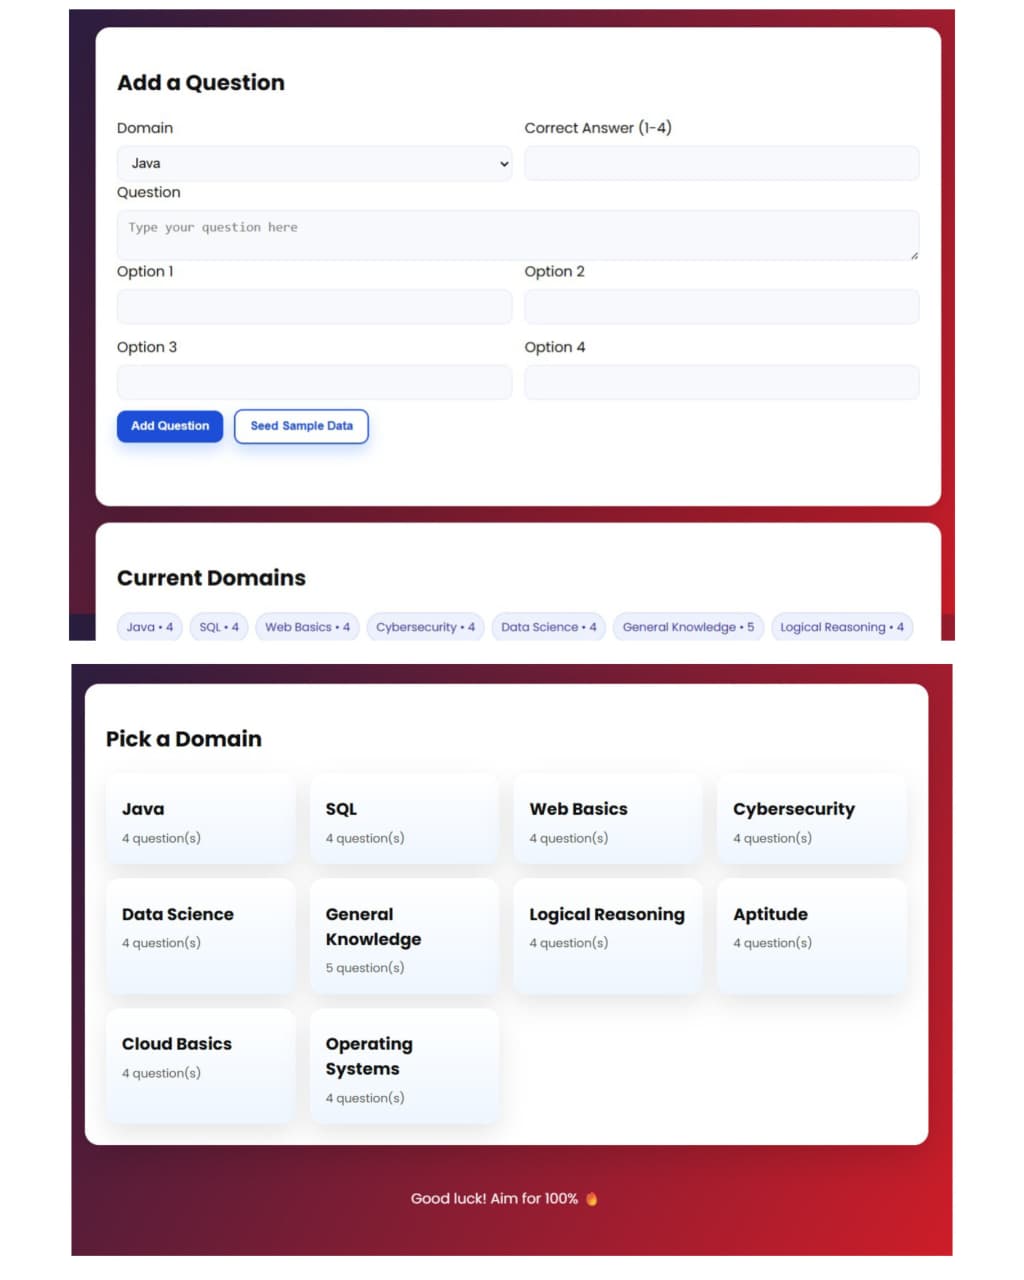 Add a Question
Domain
Correct Answer (1-4)
Java
Question
Type your question here
Option 1
Option 2
Option 3
Option 4
Add Question
Seed Sample Data
Current Domains
Java • 4
SQL • 4
Web Basics • 4
Cybersecurity • 4
Data Science • 4
General Knowledge • 5
Logical Reasoning • 4
Pick a Domain
Java
4 question(s)
SQL
4 question(s)
Web Basics
4 question(s)
Cybersecurity
4 question(s)
Data Science
4 question(s)
General
Knowledge
5 question(s)
Logical Reasoning
4 question(s)
Aptitude
4 question(s)
Cloud Basics
4 question(s)
Operating
Systems
4 question(s)
Good luck! Aim for 100% 🔥